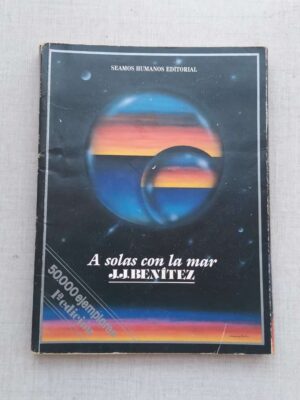 SEAMOS HUMANOS EDITORIAL
A solas con la mar
J.J. BENÍTEZ
50.000 ejemplares
1ª edición